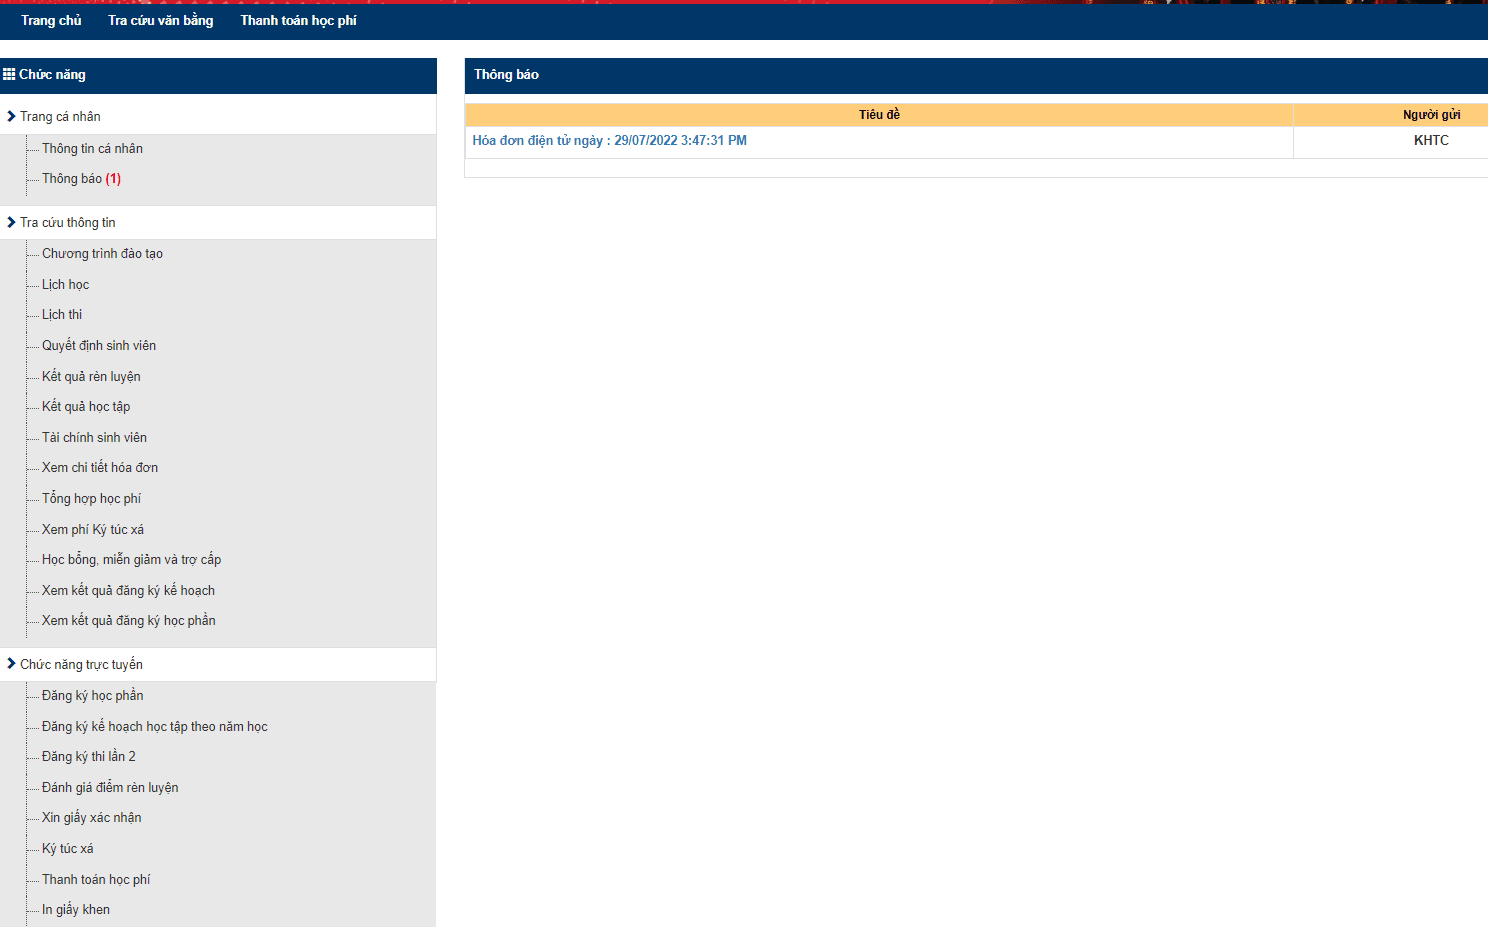 Trang chủ Tra cứu văn bằng Thanh toán học phí
Chức năng
Trang cá nhân
Thông tin cá nhân
Thông báo (1)
Tra cứu thông tin
Chương trình đào tạo
Lịch học
Lịch thi
Quyết định sinh viên
Kết quả rèn luyện
Kết quả học tập
Tài chính sinh viên
Xem chi tiết hóa đơn
Tổng hợp học phí
Xem phí Ký túc xá
Học bổng, miễn giảm và trợ cấp
Xem kết quả đăng ký kế hoạch
Xem kết quả đăng ký học phần
Chức năng trực tuyến
Đăng ký học phần
Đăng ký kế hoạch học tập theo năm học
Đăng ký thi lần 2
Đánh giá điểm rèn luyện
Xin giấy xác nhận
Ký túc xá
Thanh toán học phí
In giấy khen
Thông báo
Tiêu đề Người gửi
Hóa đơn điện tử ngày : 29/07/2022 3:47:31 PM KHTC